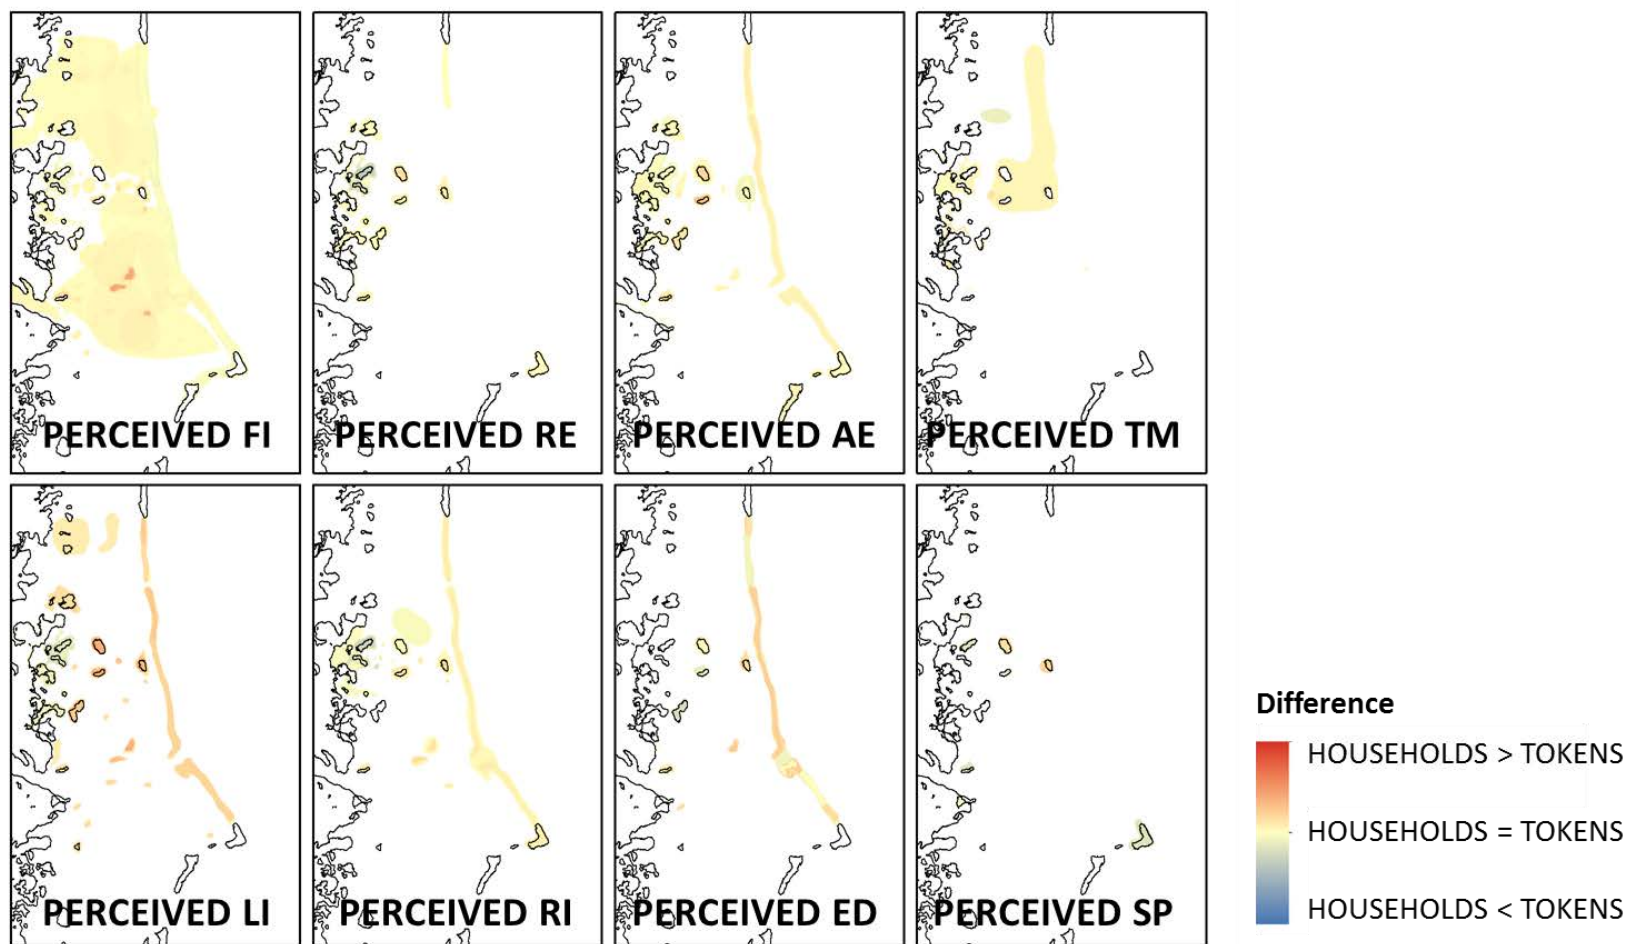 PERCEIVED FI
PERCEIVED RE
PERCEIVED AE
PERCEIVED TM
PERCEIVED LI
PERCEIVED RI
PERCEIVED ED
PERCEIVED SP
Difference
HOUSEHOLDS > TOKENS
HOUSEHOLDS = TOKENS
HOUSEHOLDS < TOKENS